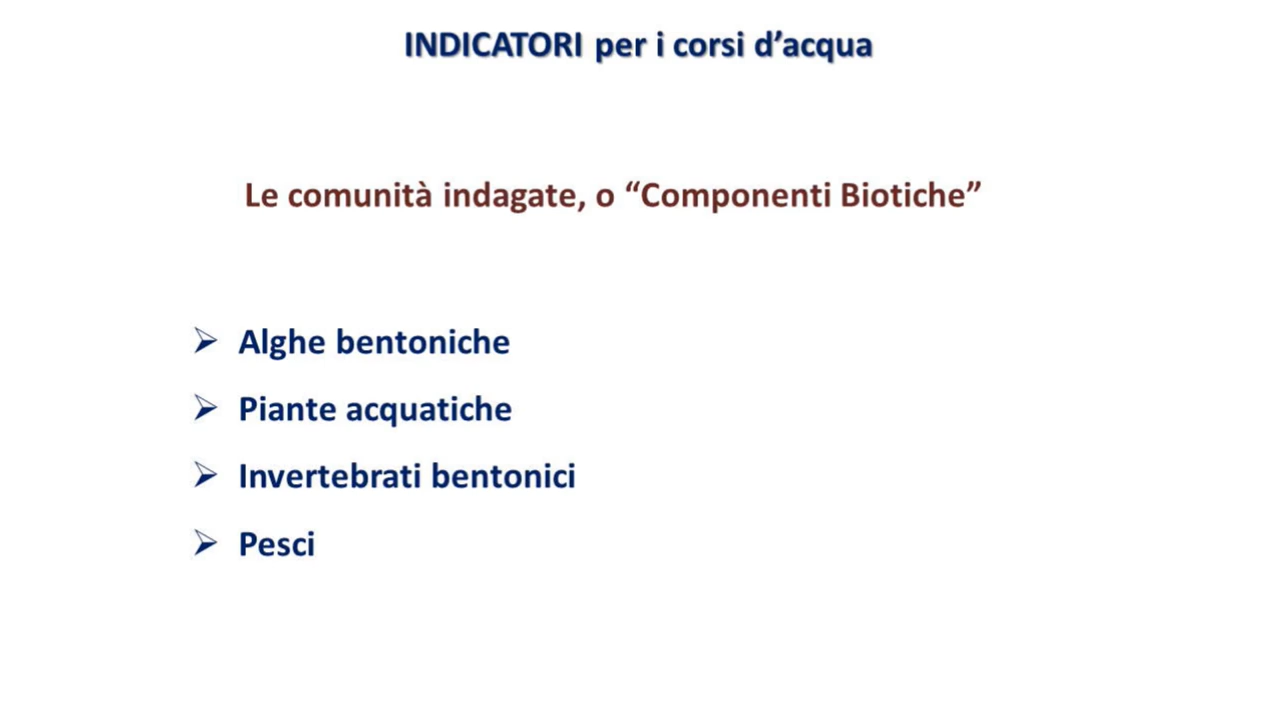 INDICATORI per i corsi d’acqua
Le comunità indagate, o “Componenti Biotiche”
➢ Alghe bentoniche
➢ Piante acquatiche
➢ Invertebrati bentonici
➢ Pesci